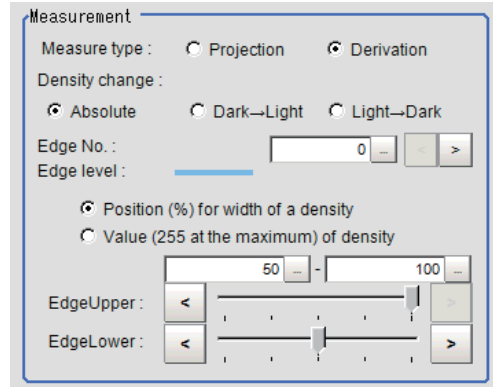 Measurement
Measure type : Projection Derivation
Density change :
Absolute Dark→Light Light→Dark
Edge No. : 0 ... < >
Edge level :
Position (%) for width of a density
Value (255 at the maximum) of density
50 ... - 100 ...
EdgeUpper : < >
EdgeLower : < >